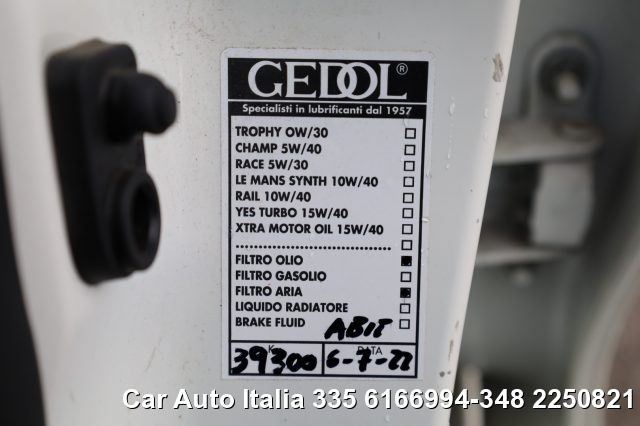 GEDOL®
Specialisti in lubrificanti dal 1957
TROPHY OW/30
CHAMP 5W/40
RACE 5W/30
LE MANS SYNTH 10W/40
RAIL 10W/40
YES TURBO 15W/40
XTRA MOTOR OIL 15W/40
FILTRO OLIO
FILTRO GASOLIO
FILTRO ARIA
LIQUIDO RADIATORE
BRAKE FLUID
39300
DATA
6-7-22
Car Auto Italia 335 6166994-348 2250821